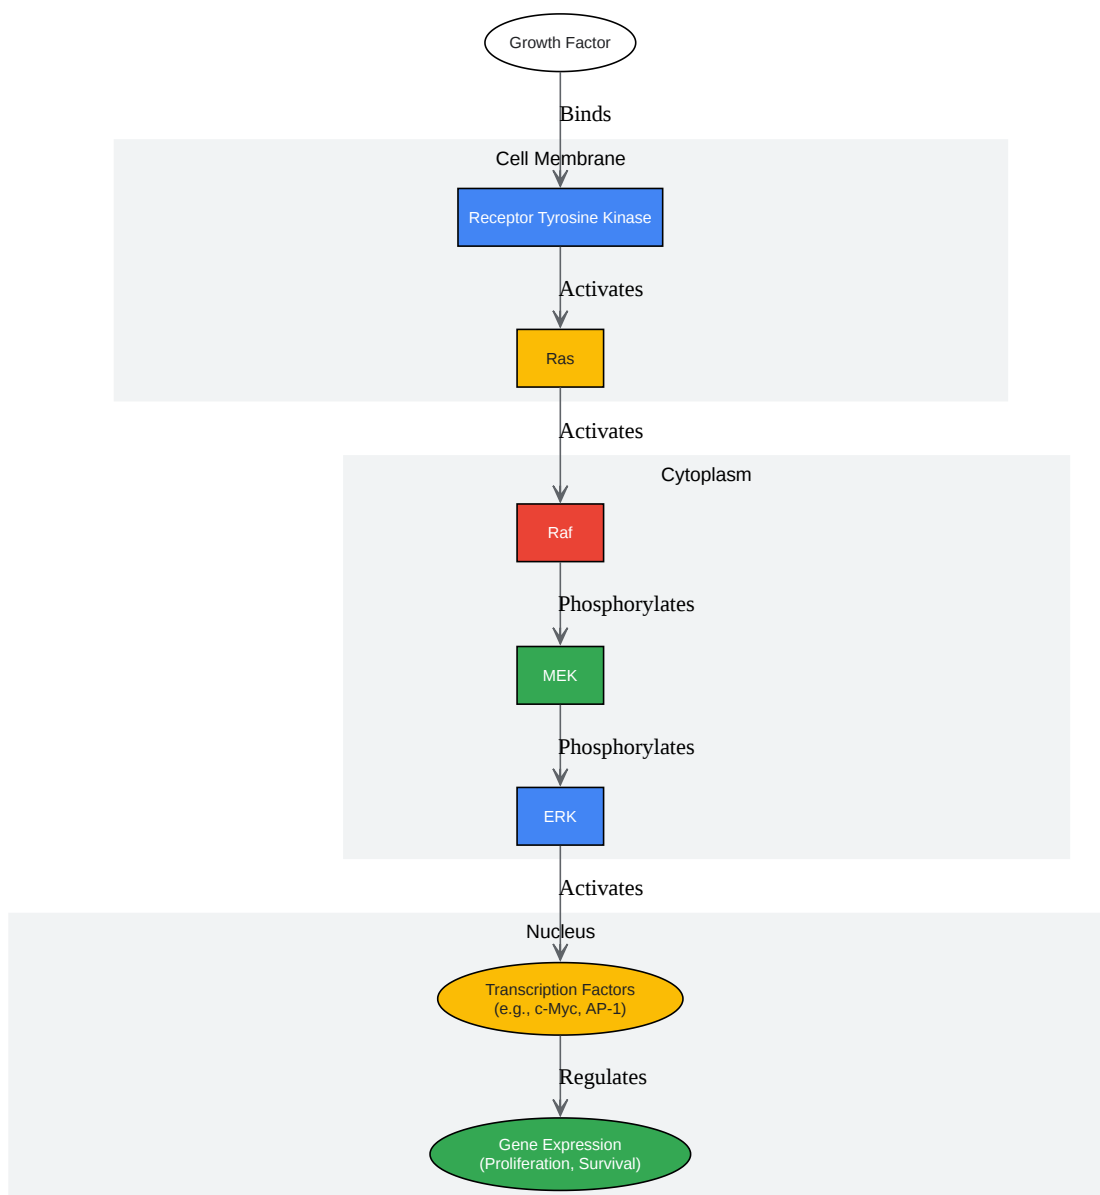 Growth Factor
Binds
Cell Membrane
Receptor Tyrosine Kinase
Activates
Ras
Activates
Cytoplasm
Raf
Phosphorylates
MEK
Phosphorylates
ERK
Activates
Nucleus
Transcription Factors
(e.g., c-Myc, AP-1)
Regulates
Gene Expression
(Proliferation, Survival)